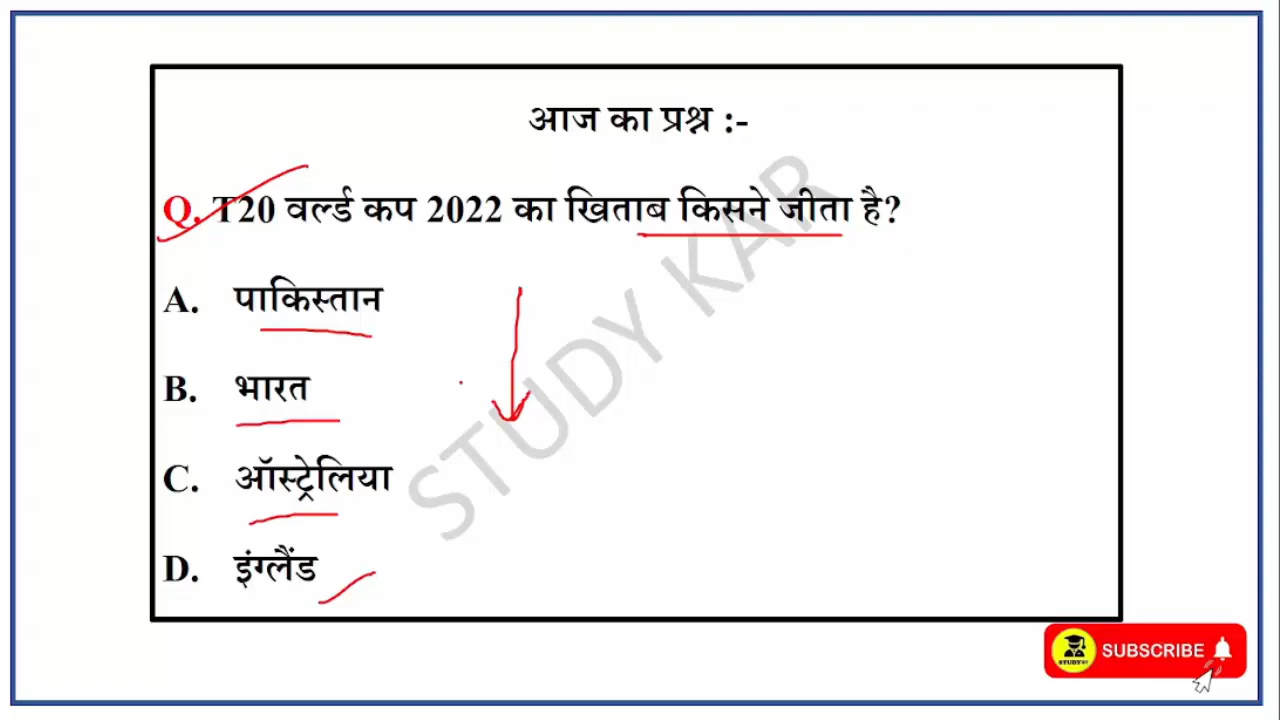 आज का प्रश्न :-
Q. T20 वर्ल्ड कप 2022 का खिताब किसने जीता है?
A. पाकिस्तान
B. भारत
C. ऑस्ट्रेलिया
D. इंग्लैंड
STUDY KAR
SUBSCRIBE